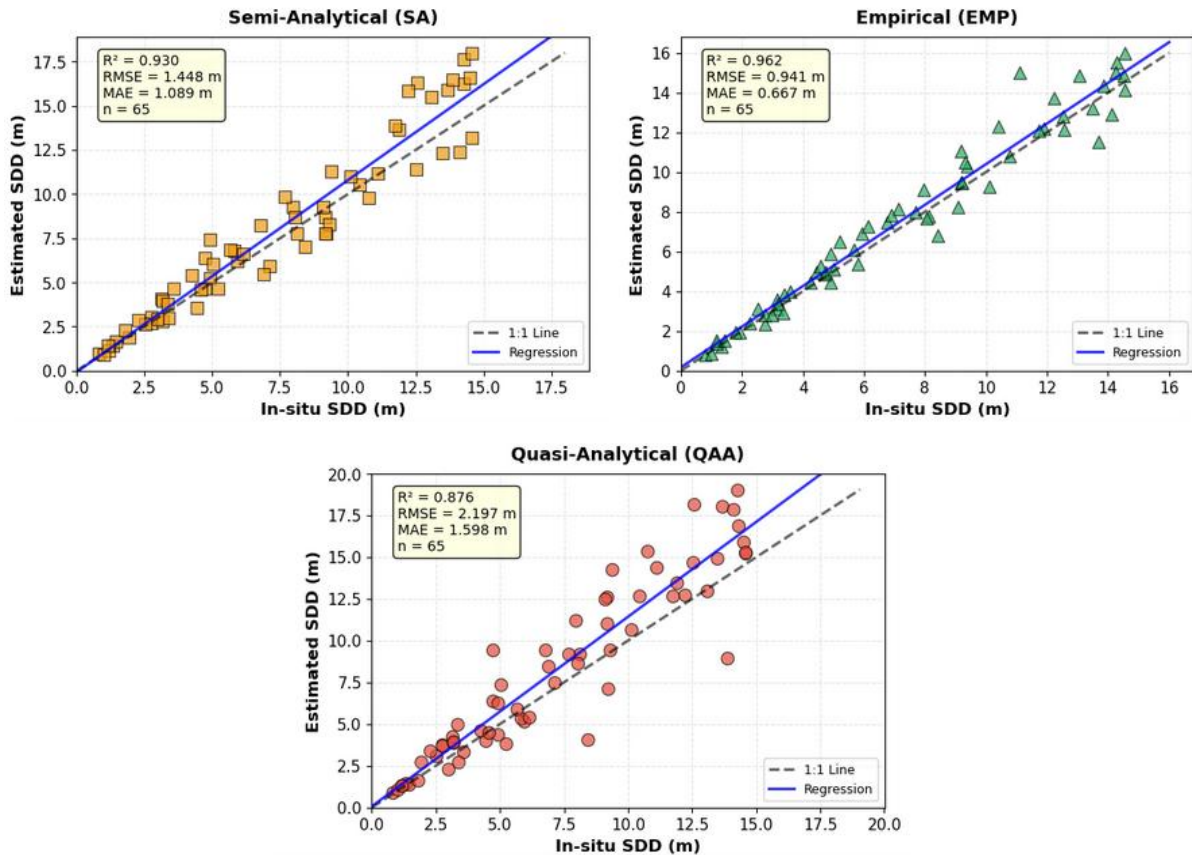 Semi-Analytical (SA)
R² = 0.930
RMSE = 1.448 m
MAE = 1.089 m
n = 65
Estimated SDD (m)
17.5
15.0
12.5
10.0
7.5
5.0
2.5
0.0
1:1 Line
Regression
0.0 2.5 5.0 7.5 10.0 12.5 15.0 17.5
In-situ SDD (m)
Empirical (EMP)
R² = 0.962
RMSE = 0.941 m
MAE = 0.667 m
n = 65
Estimated SDD (m)
16
14
12
10
8
6
4
2
0
1:1 Line
Regression
0 2 4 6 8 10 12 14 16
In-situ SDD (m)
Quasi-Analytical (QAA)
R² = 0.876
RMSE = 2.197 m
MAE = 1.598 m
n = 65
Estimated SDD (m)
20.0
17.5
15.0
12.5
10.0
7.5
5.0
2.5
0.0
1:1 Line
Regression
0.0 2.5 5.0 7.5 10.0 12.5 15.0 17.5 20.0
In-situ SDD (m)